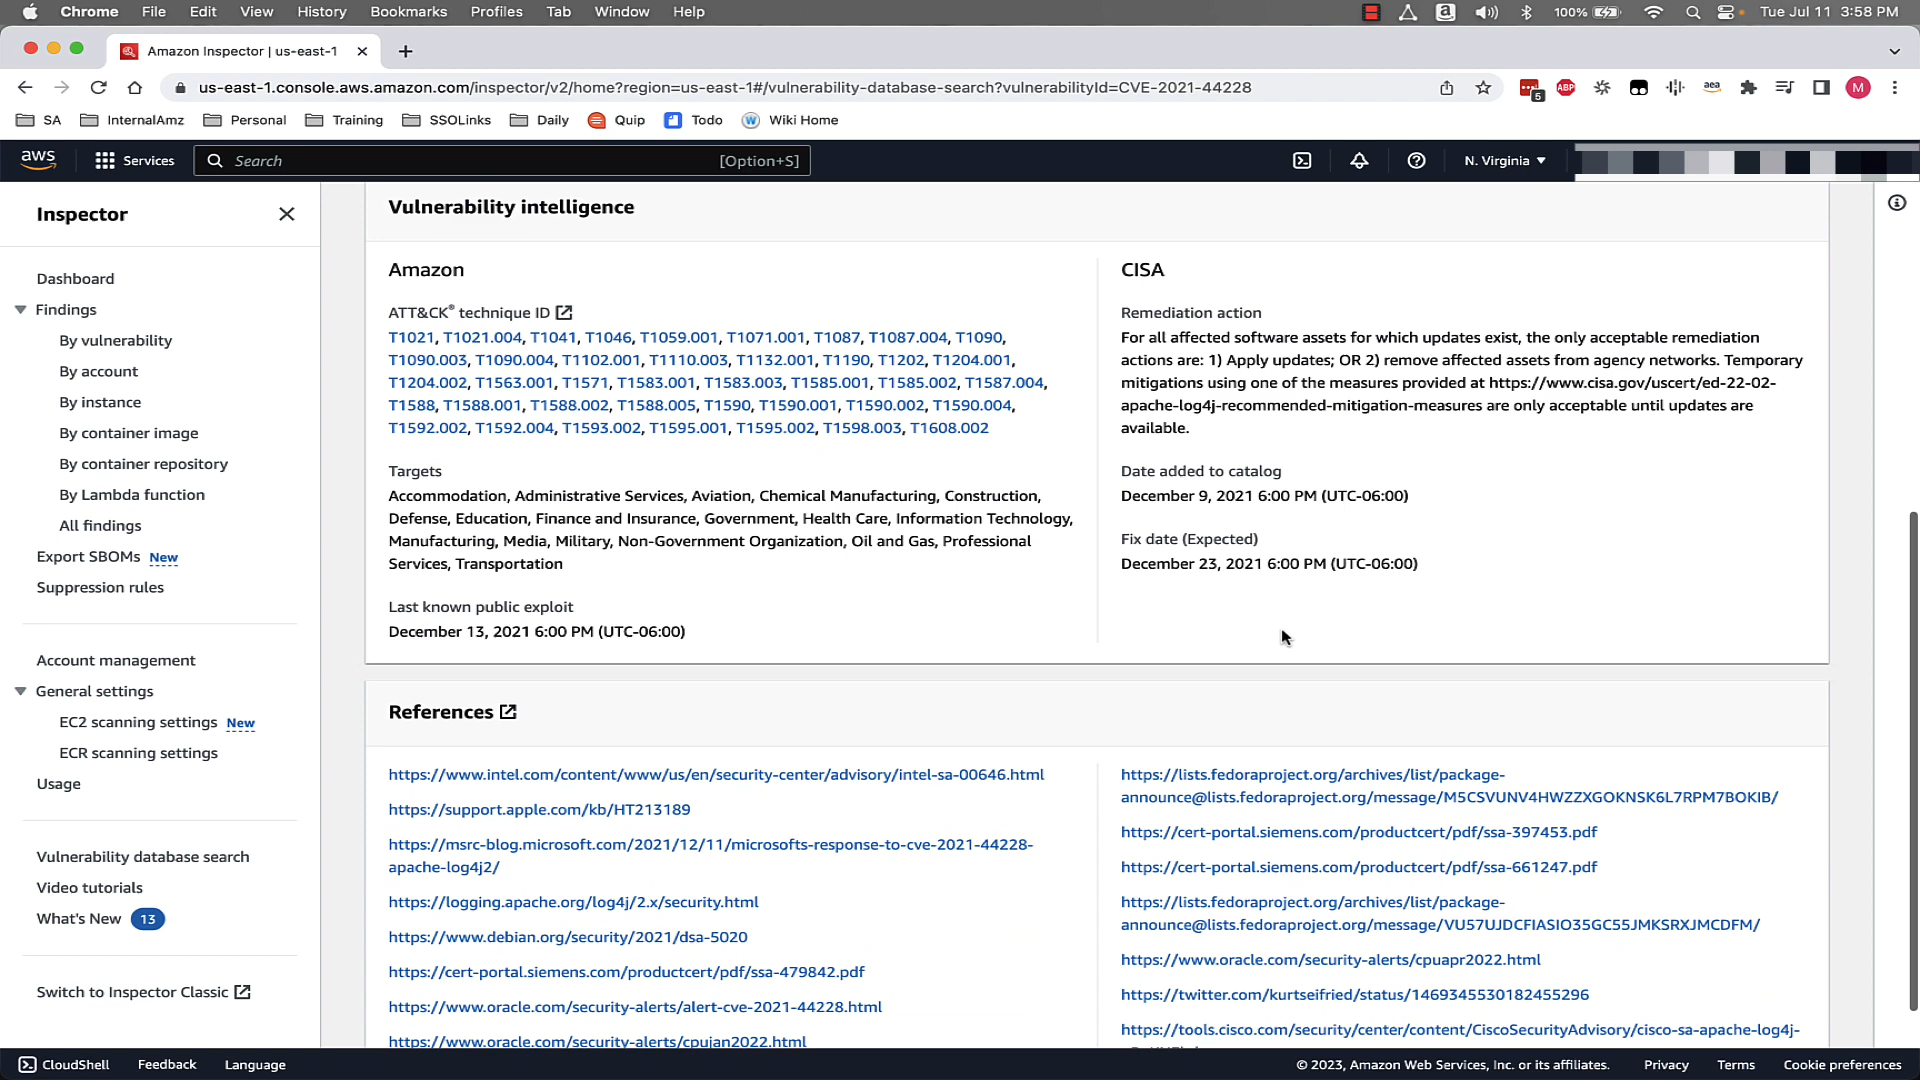 Chrome File Edit View History Bookmarks Profiles Tab Window Help 100% Tue Jul 11 3:58 PM
Amazon Inspector | us-east-1
us-east-1.console.aws.amazon.com/inspector/v2/home?region=us-east-1#/vulnerability-database-search?vulnerabilityId=CVE-2021-44228 5 ABP aea M
SA InternalAmz Personal Training SSOLinks Daily Quip Todo Wiki Home
aws Services Search [Option+S] N. Virginia
Inspector
Dashboard
Findings
By vulnerability
By account
By instance
By container image
By container repository
By Lambda function
All findings
Export SBOMs New
Suppression rules
Account management
General settings
EC2 scanning settings New
ECR scanning settings
Usage
Vulnerability database search
Video tutorials
What's New 13
Switch to Inspector Classic
Vulnerability intelligence
Amazon
ATT&CK® technique ID
T1021, T1021.004, T1041, T1046, T1059.001, T1071.001, T1087, T1087.004, T1090,
T1090.003, T1090.004, T1102.001, T1110.003, T1132.001, T1190, T1202, T1204.001,
T1204.002, T1563.001, T1571, T1583.001, T1583.003, T1585.001, T1585.002, T1587.004,
T1588, T1588.001, T1588.002, T1588.005, T1590, T1590.001, T1590.002, T1590.004,
T1592.002, T1592.004, T1593.002, T1595.001, T1595.002, T1598.003, T1608.002
Targets
Accommodation, Administrative Services, Aviation, Chemical Manufacturing, Construction,
Defense, Education, Finance and Insurance, Government, Health Care, Information Technology,
Manufacturing, Media, Military, Non-Government Organization, Oil and Gas, Professional
Services, Transportation
Last known public exploit
December 13, 2021 6:00 PM (UTC-06:00)
CISA
Remediation action
For all affected software assets for which updates exist, the only acceptable remediation
actions are: 1) Apply updates; OR 2) remove affected assets from agency networks. Temporary
mitigations using one of the measures provided at https://www.cisa.gov/uscert/ed-22-02-
apache-log4j-recommended-mitigation-measures are only acceptable until updates are
available.
Date added to catalog
December 9, 2021 6:00 PM (UTC-06:00)
Fix date (Expected)
December 23, 2021 6:00 PM (UTC-06:00)
References
https://www.intel.com/content/www/us/en/security-center/advisory/intel-sa-00646.html
https://support.apple.com/kb/HT213189
https://msrc-blog.microsoft.com/2021/12/11/microsofts-response-to-cve-2021-44228-
apache-log4j2/
https://logging.apache.org/log4j/2.x/security.html
https://www.debian.org/security/2021/dsa-5020
https://cert-portal.siemens.com/productcert/pdf/ssa-479842.pdf
https://www.oracle.com/security-alerts/alert-cve-2021-44228.html
https://www.oracle.com/security-alerts/cpujan2022.html
https://lists.fedoraproject.org/archives/list/package-
announce@lists.fedoraproject.org/message/M5CSVUNV4HWZZXGOKNSK6L7RPM7BOKIB/
https://cert-portal.siemens.com/productcert/pdf/ssa-397453.pdf
https://cert-portal.siemens.com/productcert/pdf/ssa-661247.pdf
https://lists.fedoraproject.org/archives/list/package-
announce@lists.fedoraproject.org/message/VU57UJDCFIASIO35GC55JMKSRXJMCDFM/
https://www.oracle.com/security-alerts/cpuapr2022.html
https://twitter.com/kurtseifried/status/1469345530182455296
https://tools.cisco.com/security/center/content/CiscoSecurityAdvisory/cisco-sa-apache-log4j-
CloudShell Feedback Language © 2023, Amazon Web Services, Inc. or its affiliates. Privacy Terms Cookie preferences